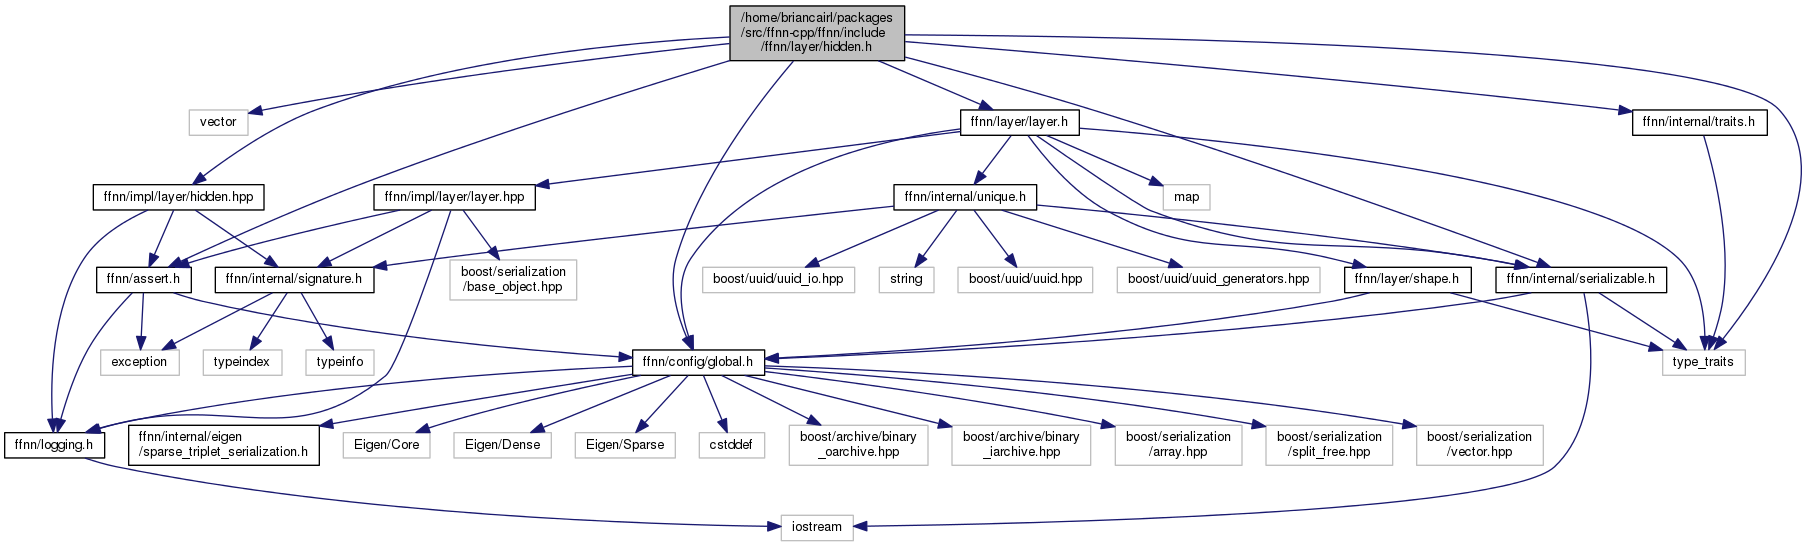 /home/briancairl/packages
/src/ffnn-cpp/ffnn/include
/ffnn/layer/hidden.h
vector
ffnn/layer/layer.h
ffnn/internal/traits.h
ffnn/impl/layer/hidden.hpp
ffnn/impl/layer/layer.hpp
ffnn/internal/unique.h
map
ffnn/assert.h
ffnn/internal/signature.h
boost/serialization
/base_object.hpp
boost/uuid/uuid_io.hpp
string
boost/uuid/uuid.hpp
boost/uuid/uuid_generators.hpp
ffnn/layer/shape.h
ffnn/internal/serializable.h
exception
typeindex
typeinfo
ffnn/config/global.h
type_traits
ffnn/logging.h
ffnn/internal/eigen
/sparse_triplet_serialization.h
Eigen/Core
Eigen/Dense
Eigen/Sparse
cstddef
boost/archive/binary
_oarchive.hpp
boost/archive/binary
_iarchive.hpp
boost/serialization
/array.hpp
boost/serialization
/split_free.hpp
boost/serialization
/vector.hpp
iostream